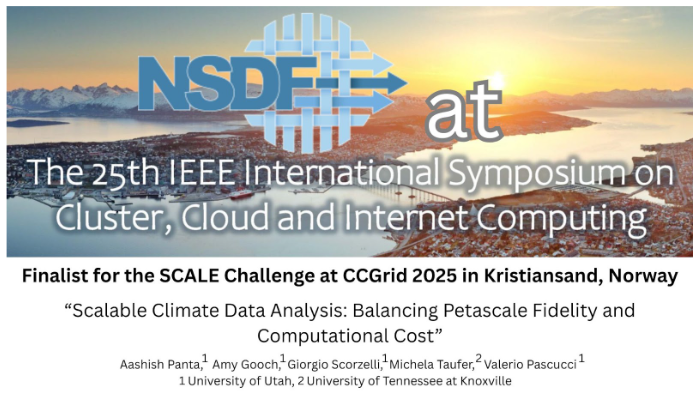 NSDF at
The 25th IEEE International Symposium on
Cluster, Cloud and Internet Computing
Finalist for the SCALE Challenge at CCGrid 2025 in Kristiansand, Norway
“Scalable Climate Data Analysis: Balancing Petascale Fidelity and
Computational Cost”
Aashish Panta,1 Amy Gooch,1 Giorgio Scorzelli,1 Michela Taufer,2 Valerio Pascucci 1
1 University of Utah, 2 University of Tennessee at Knoxville